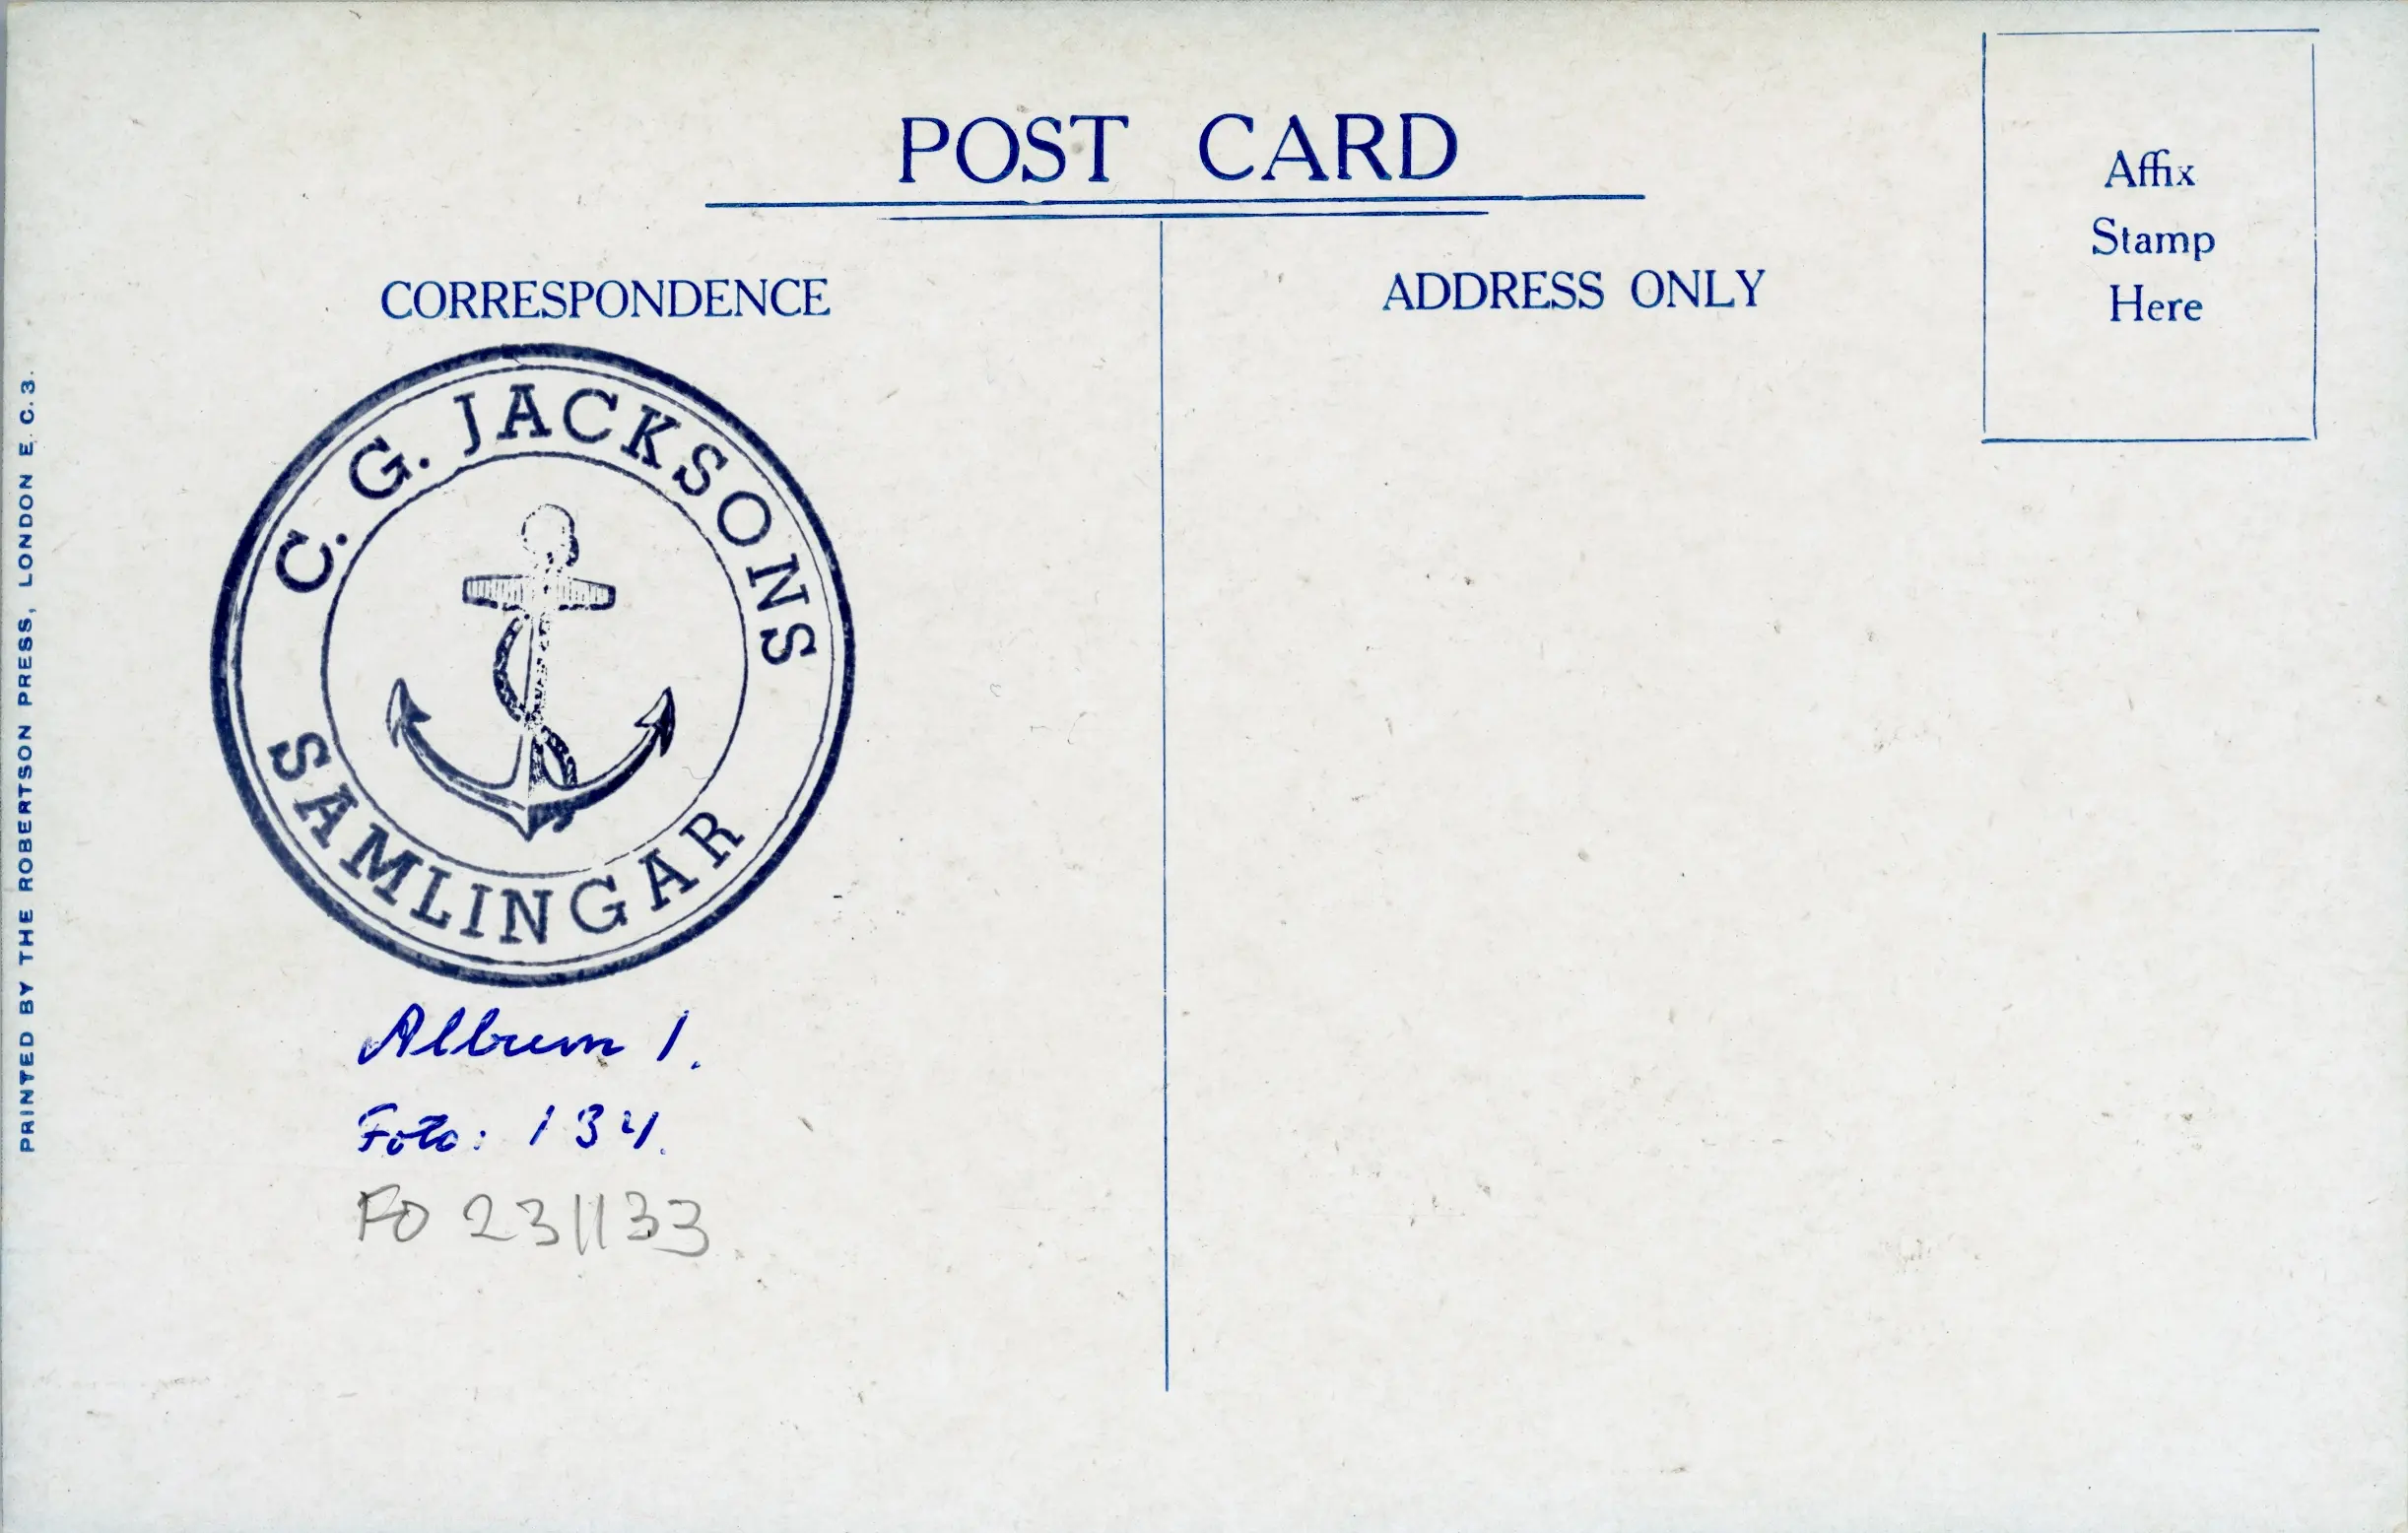 POST CARD
CORRESPONDENCE
ADDRESS ONLY
Affix
Stamp
Here
C. G. JACKSONS
SAMLINGAR
Album 1.
Foto: 134.
FO 231133
PRINTED BY THE ROBERTSON PRESS, LONDON E.C.3.